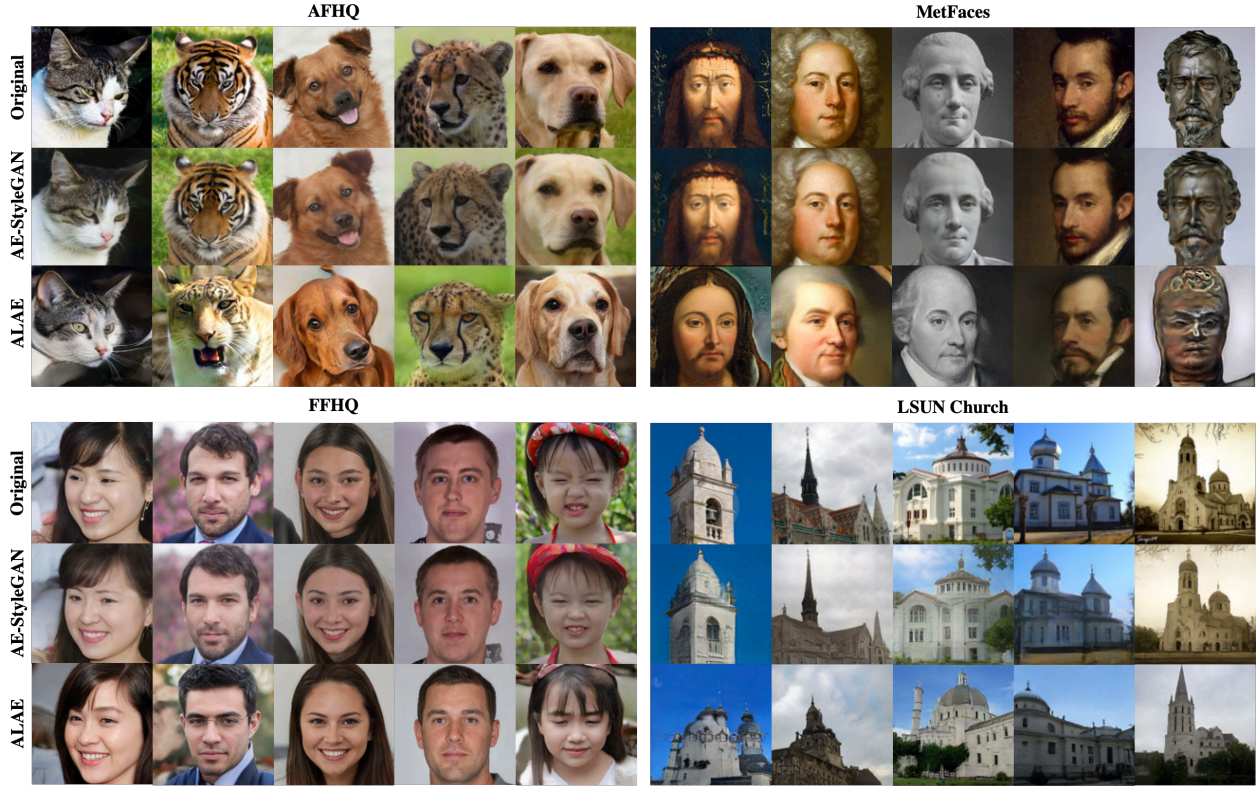 AFHQ
MetFaces
Original
AE-StyleGAN
ALAE
FFHQ
LSUN Church
Original
AE-StyleGAN
ALAE